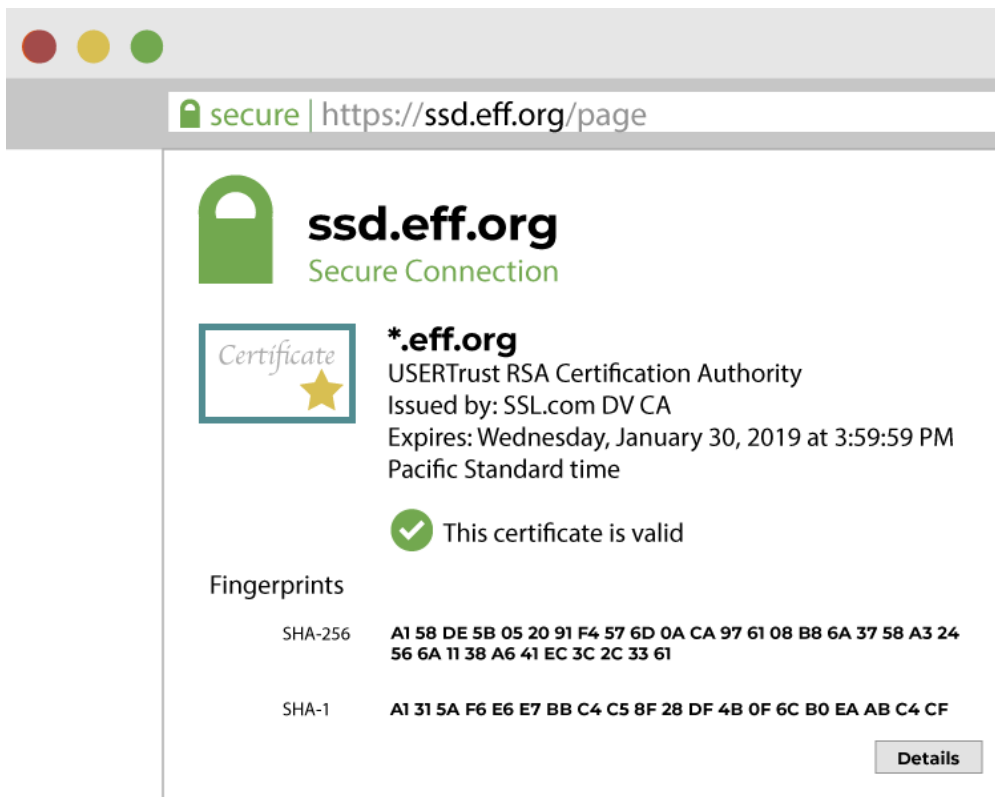 secure | https://ssd.eff.org/page
ssd.eff.org
Secure Connection
Certificate
*.eff.org
USERTrust RSA Certification Authority
Issued by: SSL.com DV CA
Expires: Wednesday, January 30, 2019 at 3:59:59 PM
Pacific Standard time
This certificate is valid
Fingerprints
SHA-256 A1 58 DE 5B 05 20 91 F4 57 6D 0A CA 97 61 08 B8 6A 37 58 A3 24
56 6A 11 38 A6 41 EC 3C 2C 33 61
SHA-1 A1 31 5A F6 E6 E7 BB C4 C5 8F 28 DF 4B 0F 6C B0 EA AB C4 CF
Details